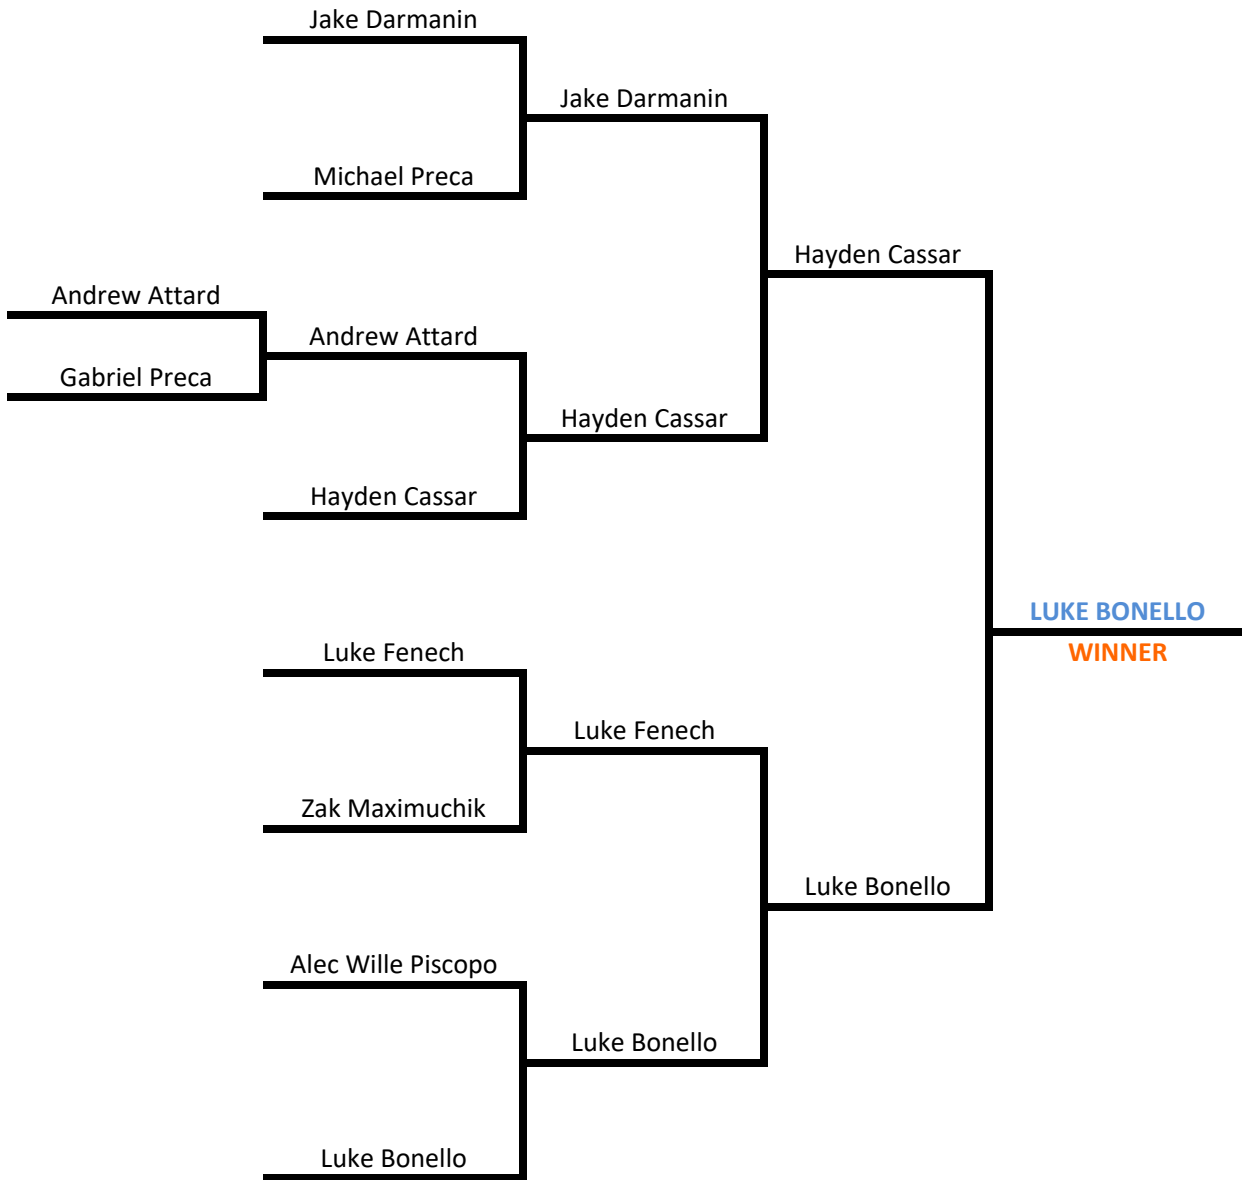 Jake Darmanin
Jake Darmanin
Michael Preca
Hayden Cassar
Andrew Attard
Andrew Attard
Gabriel Preca
Hayden Cassar
Hayden Cassar
LUKE BONELLO
WINNER
Luke Fenech
Luke Fenech
Zak Maximuchik
Luke Bonello
Alec Wille Piscopo
Luke Bonello
Luke Bonello